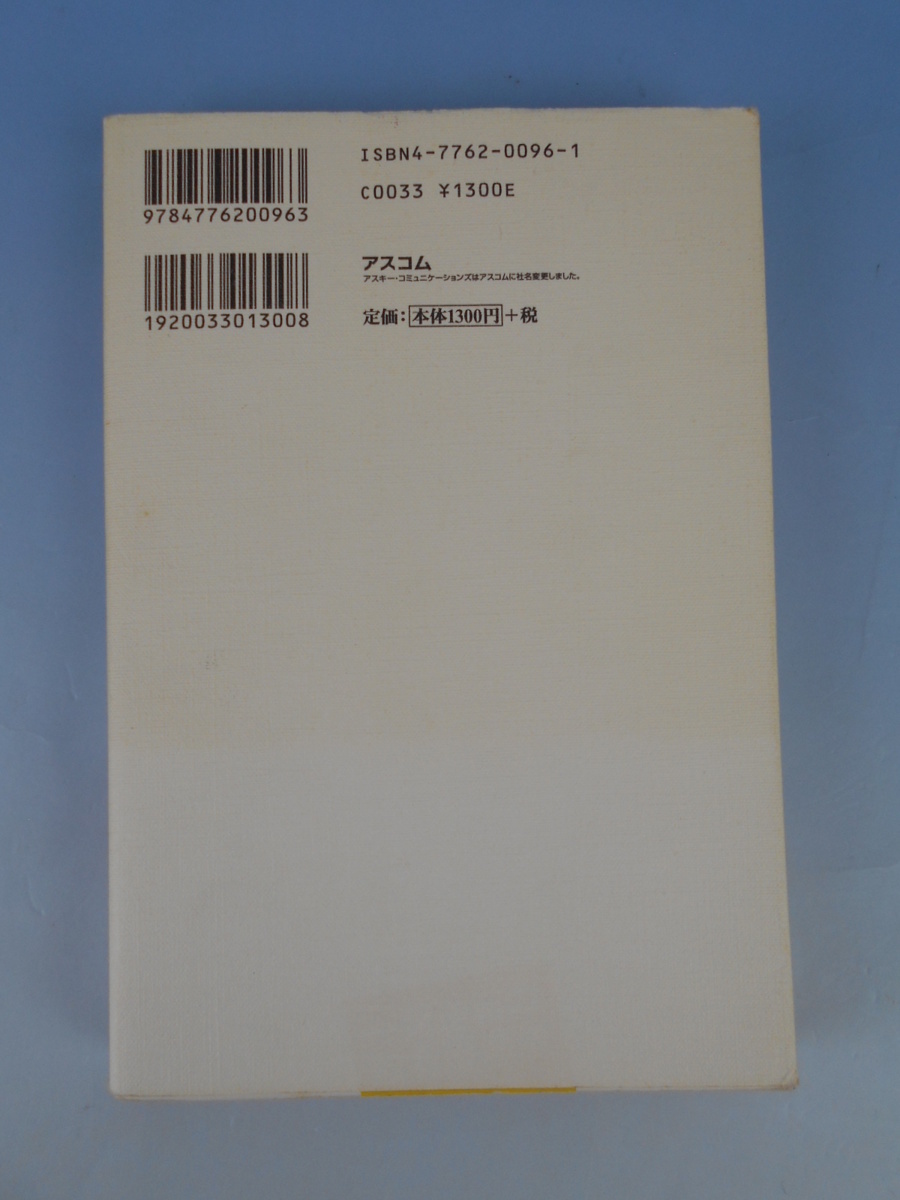 ISBN4-7762-0096-1
C0033 ¥1300E
9784776200963
アスコム
アスキー・コミュニケーションズはアスコムに社名変更しました。
定価：本体1300円+税
1920033013008